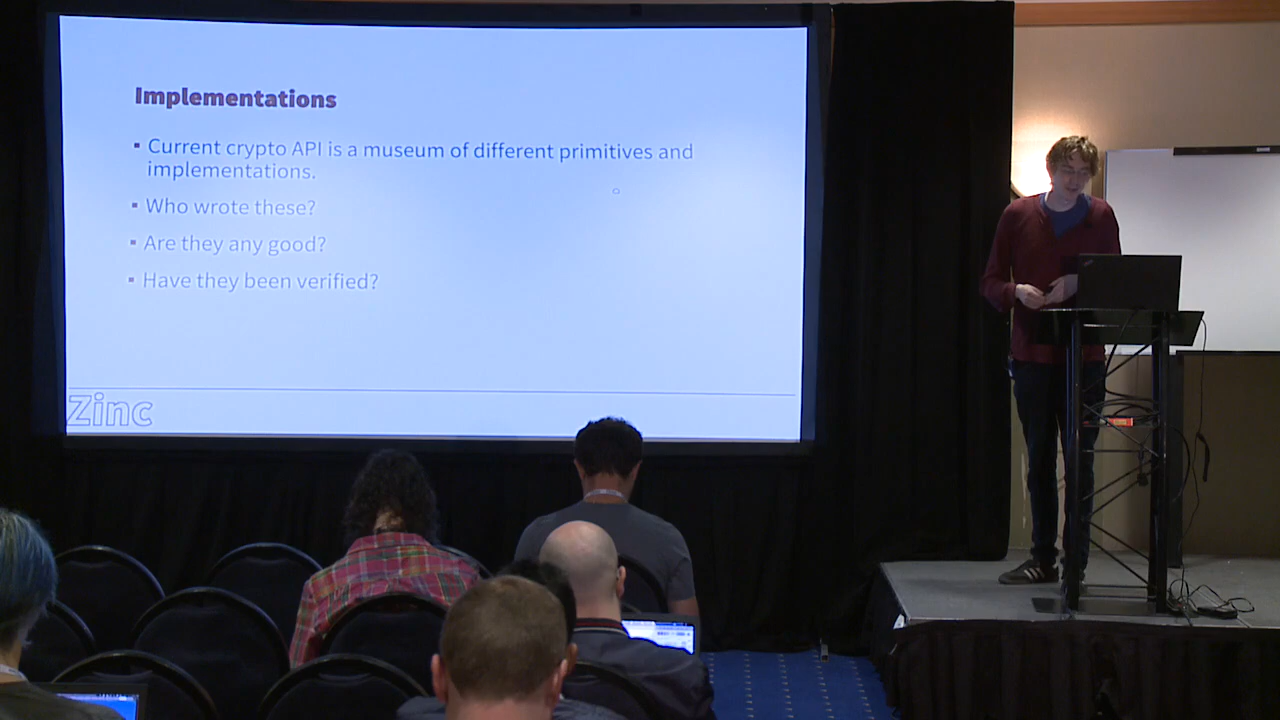 Implementations
▪ Current crypto API is a museum of different primitives and
implementations.
▪ Who wrote these?
▪ Are they any good?
▪ Have they been verified?
Zinc